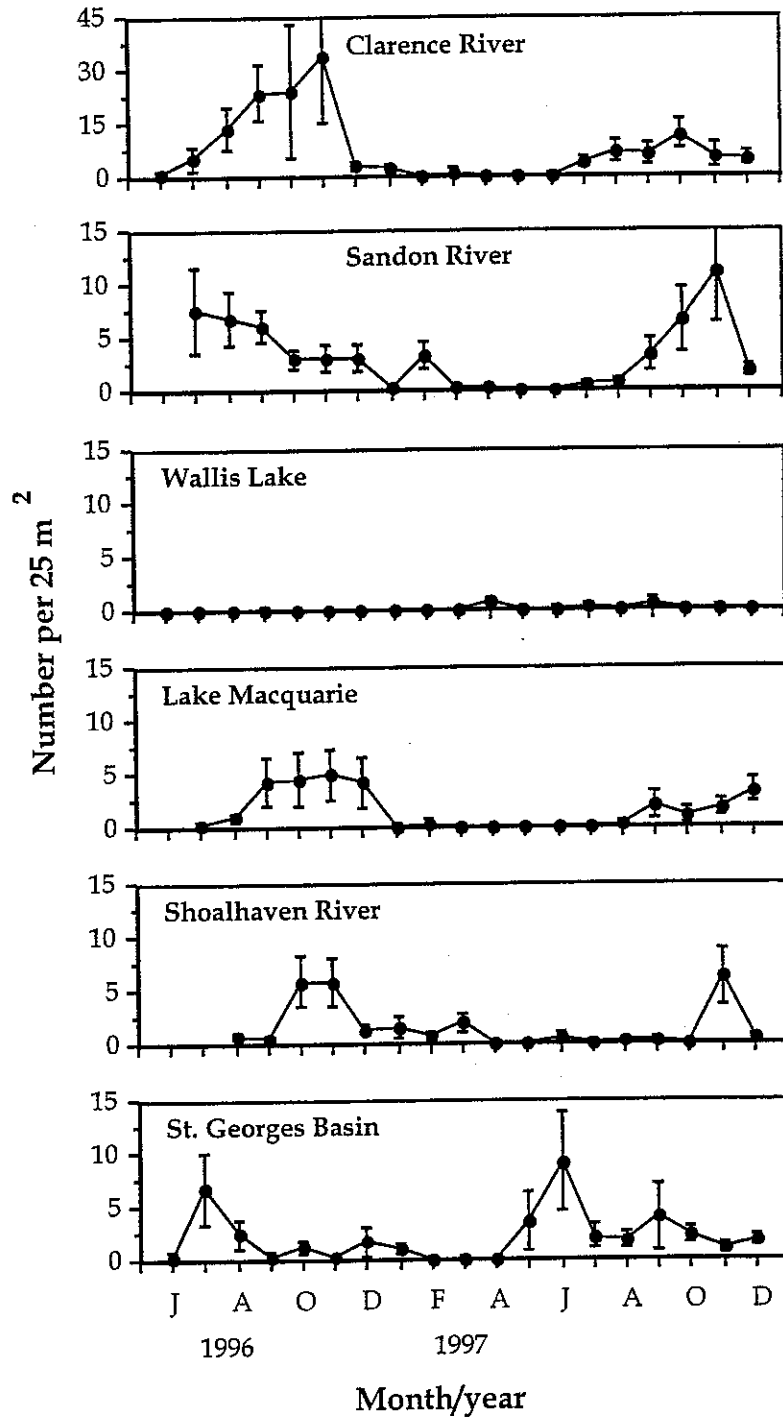 Number per 25 m 2
45
30
15
0
Clarence River
15
10
5
0
Sandon River
15
10
5
0
Wallis Lake
15
10
5
0
Lake Macquarie
15
10
5
0
Shoalhaven River
15
10
5
0
St. Georges Basin
J A O D F A J A O D
1996 1997
Month/year